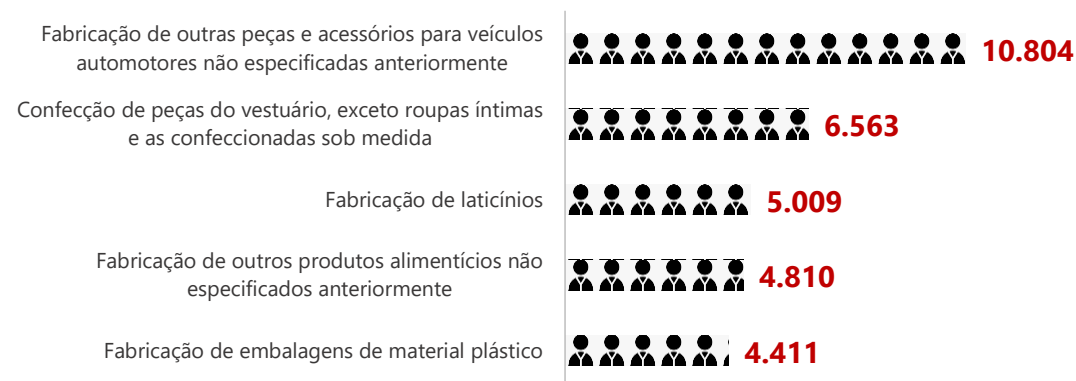 Fabricação de outras peças e acessórios para veículos
automotores não especificadas anteriormente
10.804
Confecção de peças do vestuário, exceto roupas íntimas
e as confeccionadas sob medida
6.563
Fabricação de laticínios
5.009
Fabricação de outros produtos alimentícios não
especificados anteriormente
4.810
Fabricação de embalagens de material plástico
4.411